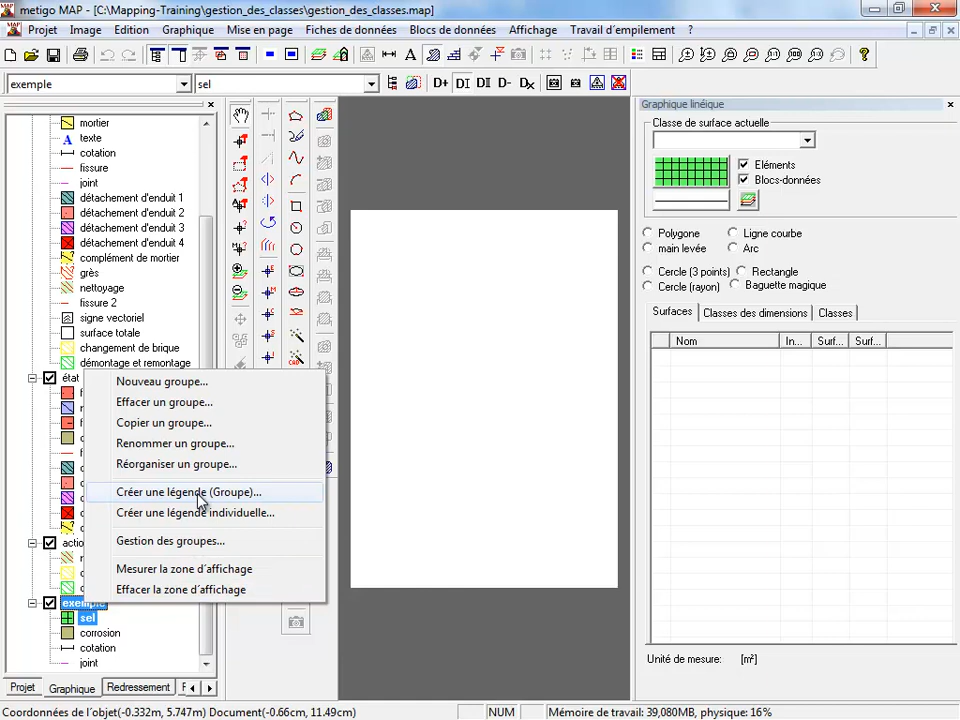 metigo MAP - [C:\Mapping-Training\gestion_des_classes\gestion_des_classes.map]
Projet Image Edition Graphique Mise en page Fiches de données Blocs de données Affichage Travail d´empilement ?
exemple sel D+ DI D- Dx
mortier
texte
cotation
fissure
joint
détachement d'enduit 1
détachement d'enduit 2
détachement d'enduit 3
détachement d'enduit 4
complément de mortier
grès
nettoyage
fissure 2
signe vectoriel
surface totale
changement de brique
démontage et remontage
état
Nouveau groupe...
Effacer un groupe...
Copier un groupe...
Renommer un groupe...
Réorganiser un groupe...
Créer une légende (Groupe)...
Créer une légende individuelle...
Gestion des groupes...
Mesurer la zone d´affichage
Effacer la zone d´affichage
exemple
sel
corrosion
cotation
joint
Projet Graphique Redressement
Graphique linéique
Classe de surface actuelle
Eléments
Blocs-données
Polygone Ligne courbe
main levée Arc
Cercle (3 points) Rectangle
Cercle (rayon) Baguette magique
Surfaces Classes des dimensions Classes
Nom In... Surf... Surf...
Unité de mesure: [m²]
Coordonnées de l´objet(-0.332m, 5.747m) Document(-0.66cm, 11.49cm) NUM Mémoire de travail: 39,080MB, physique: 16%